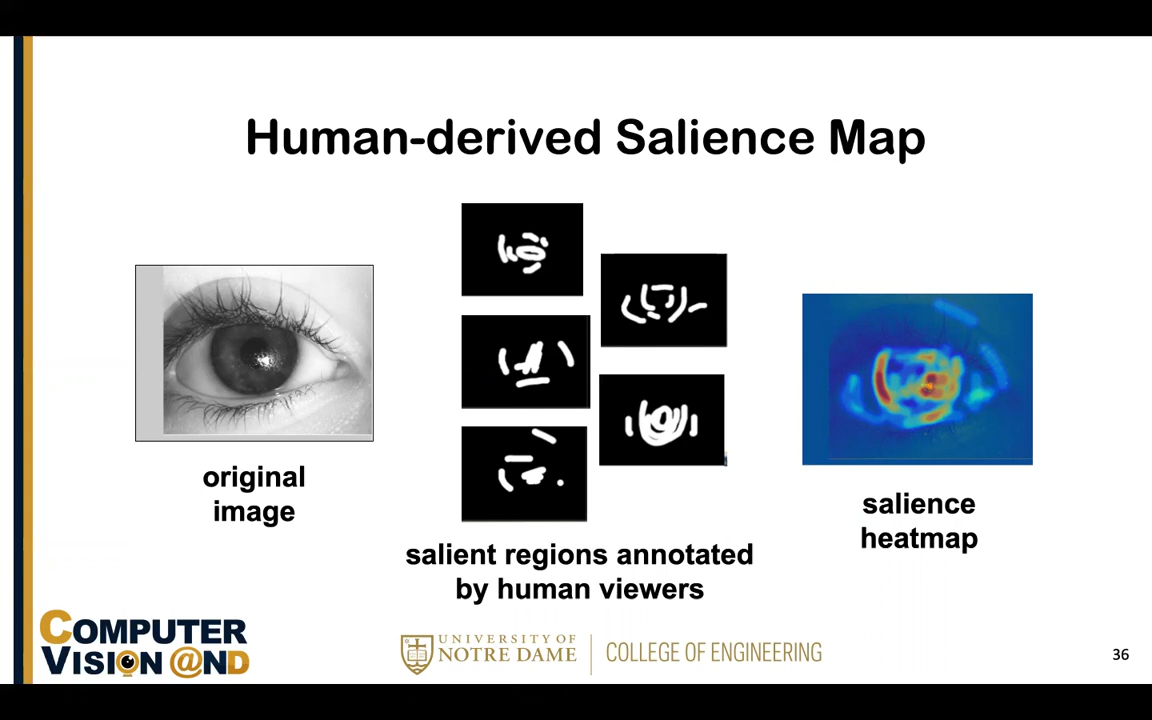 Human-derived Salience Map
original
image
salient regions annotated
by human viewers
salience
heatmap
COMPUTER
VISION @ND
UNIVERSITY OF
NOTRE DAME
COLLEGE OF ENGINEERING
36